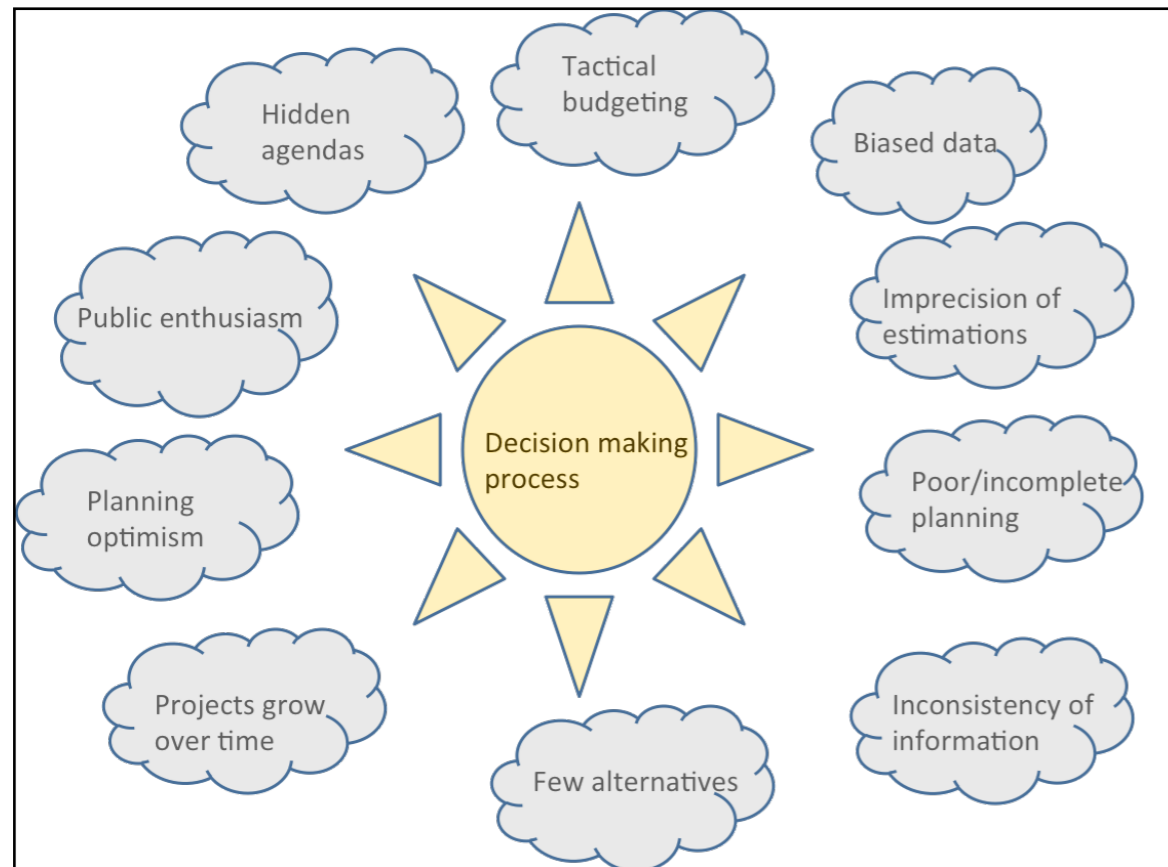 Tactical
budgeting
Hidden
agendas
Biased data
Public enthusiasm
Imprecision of
estimations
Decision making
process
Planning
optimism
Poor/incomplete
planning
Projects grow
over time
Inconsistency of
information
Few alternatives